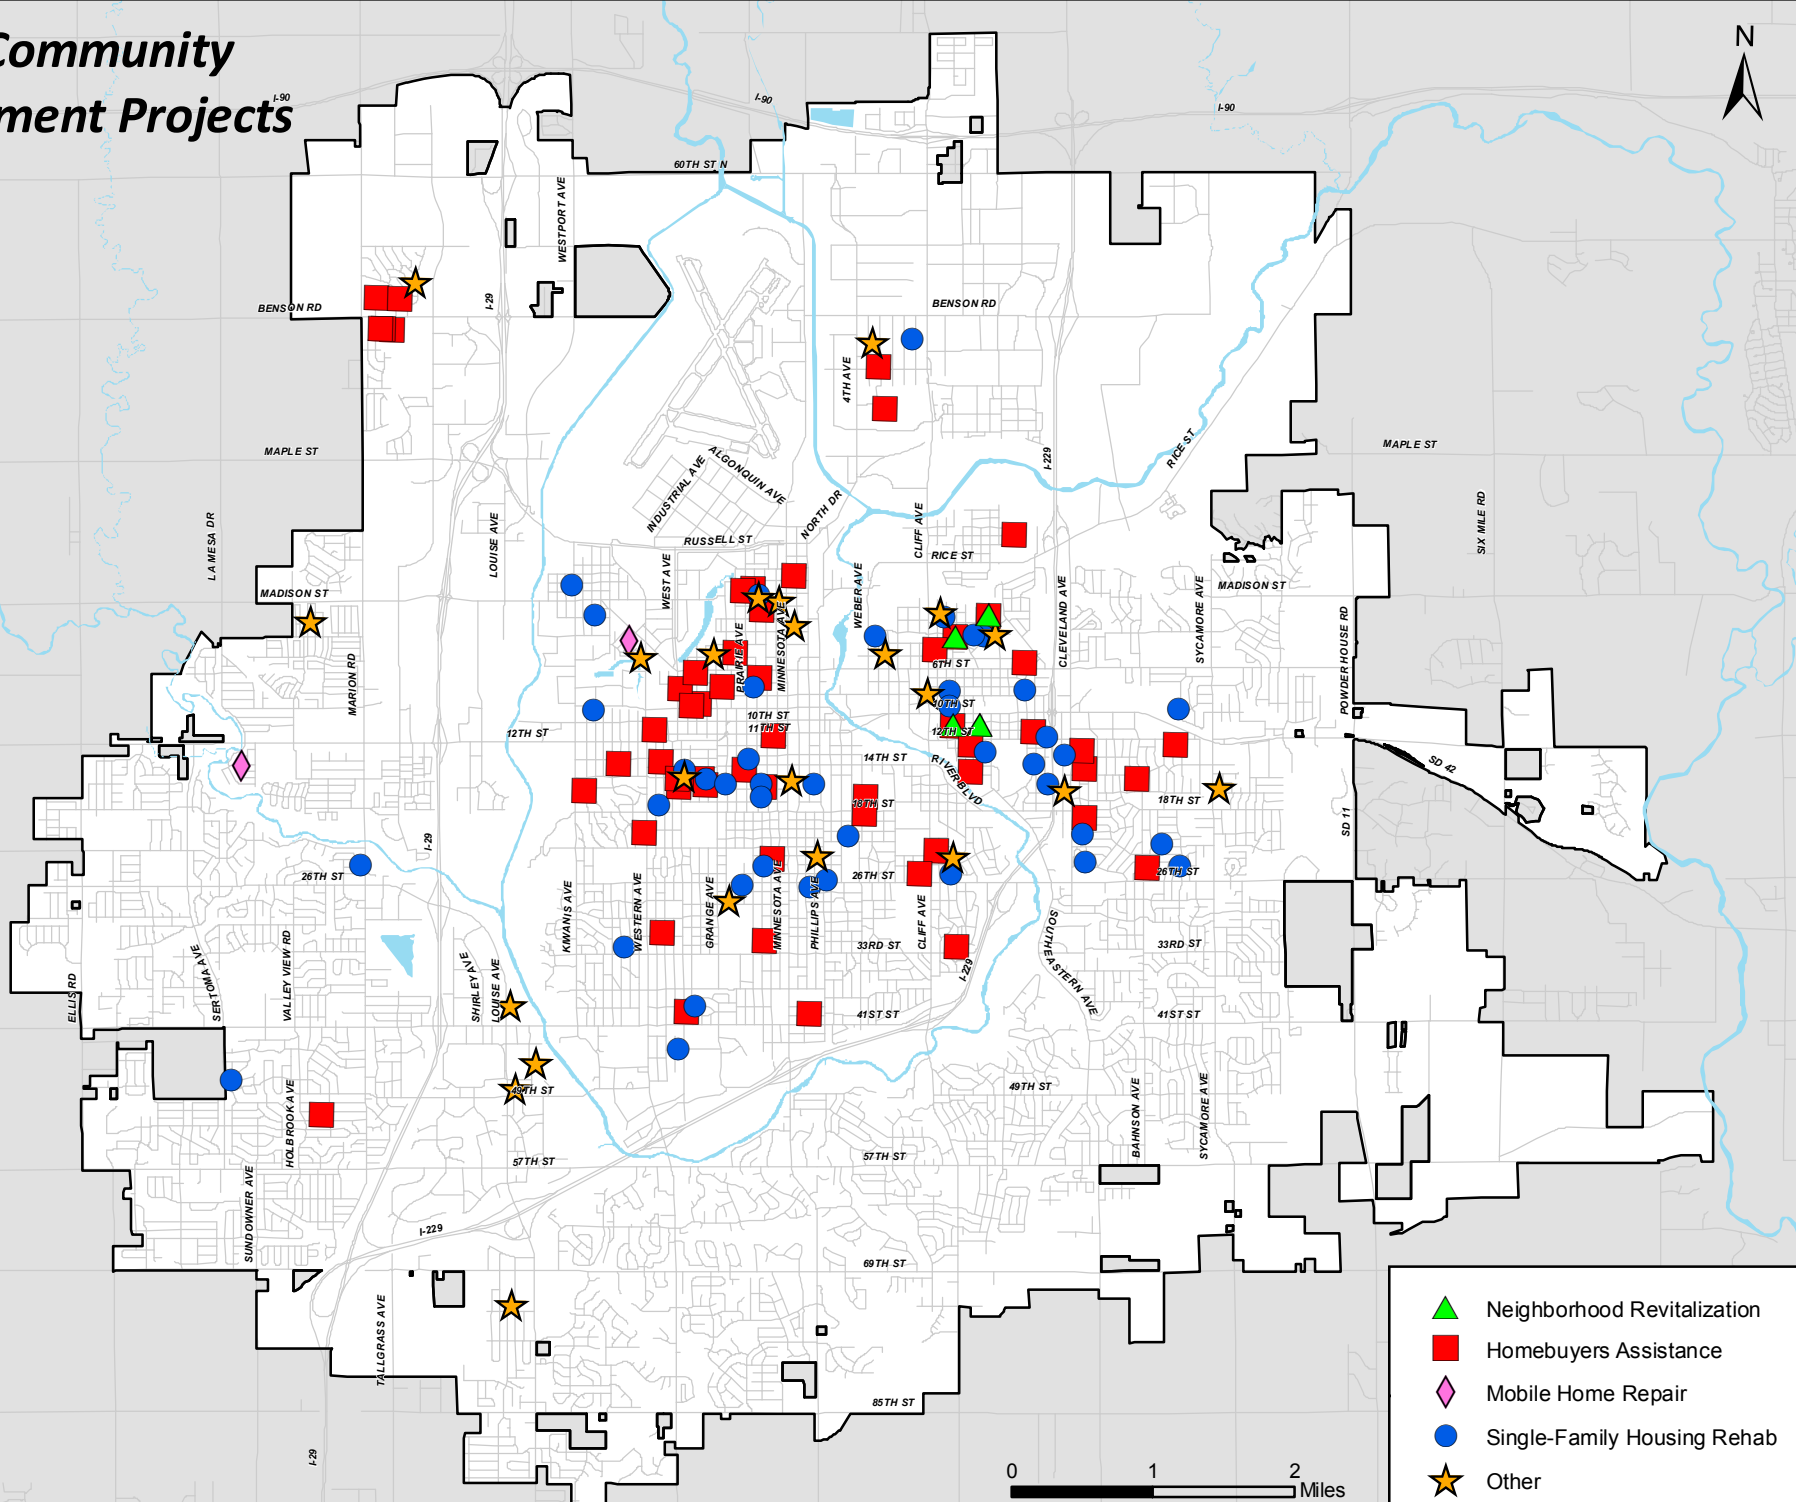 Community
ment Projects
N
I-90
I-90
I-90
60TH ST N
WESTPORT AVE
I-29
BENSON RD
BENSON RD
4TH AVE
MAPLE ST
MAPLE ST
I-229
RICE ST
ALGONQUIN AVE
INDUSTRIAL AVE
NORTH DR
LAMESA DR
LOUISE AVE
RUSSELL ST
CLIFF AVE
RICE ST
SIX MILE RD
WEST AVE
MADISON ST
MADISON ST
WEBER AVE
CLEVELAND AVE
SYCAMORE AVE
POWDER HOUSE RD
PRAIRIE AVE
MINNESOTA AVE
MARION RD
6TH ST
10TH ST
10TH ST
11TH ST
12TH ST
12TH ST
14TH ST
RIVERBLVD
SD 42
18TH ST
18TH ST
SD 11
I-29
26TH ST
26TH ST
26TH ST
KIWANIS AVE
WESTERN AVE
GRANGE AVE
MINNESOTA AVE
PHILLIPS AVE
CLIFF AVE
33RD ST
33RD ST
SOUTHEASTERN AVE
I-229
ELLIS RD
SERTOMA AVE
VALLEY VIEW RD
SHIRLEY AVE
LOUISE AVE
41ST ST
41ST ST
49TH ST
49TH ST
HOLBROOK AVE
BAHNSON AVE
SYCAMORE AVE
57TH ST
57TH ST
SUNDOWNER AVE
I-229
69TH ST
TALLGRASS AVE
85TH ST
I-29
Neighborhood Revitalization
Homebuyers Assistance
Mobile Home Repair
Single-Family Housing Rehab
Other
0 1 2
Miles